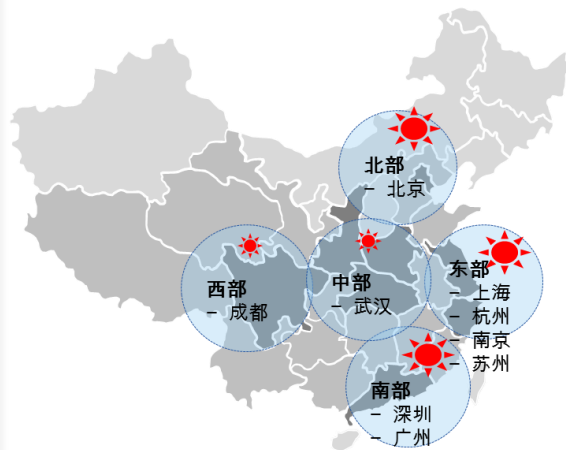 北部
– 北京
西部
– 成都
中部
– 武汉
东部
– 上海
– 杭州
– 南京
– 苏州
南部
– 深圳
– 广州